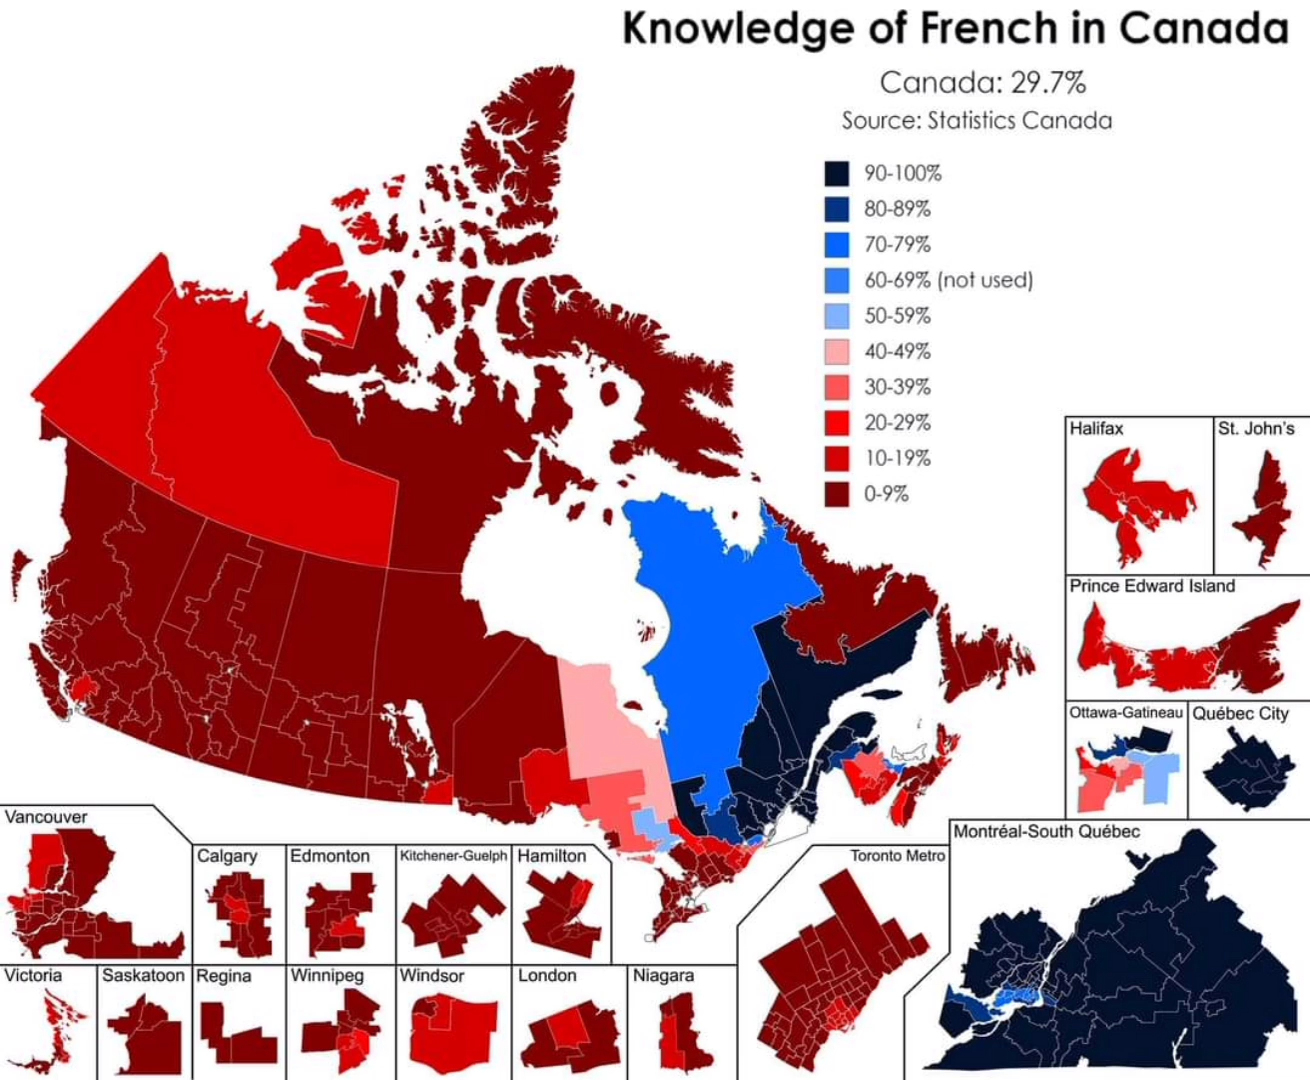 Knowledge of French in Canada
Canada: 29.7%
Source: Statistics Canada
90-100%
80-89%
70-79%
60-69% (not used)
50-59%
40-49%
30-39%
20-29%
10-19%
0-9%
Halifax
St. John's
Prince Edward Island
Ottawa-Gatineau
Québec City
Vancouver
Calgary
Edmonton
Kitchener-Guelph
Hamilton
Toronto Metro
Montréal-South Québec
Victoria
Saskatoon
Regina
Winnipeg
Windsor
London
Niagara